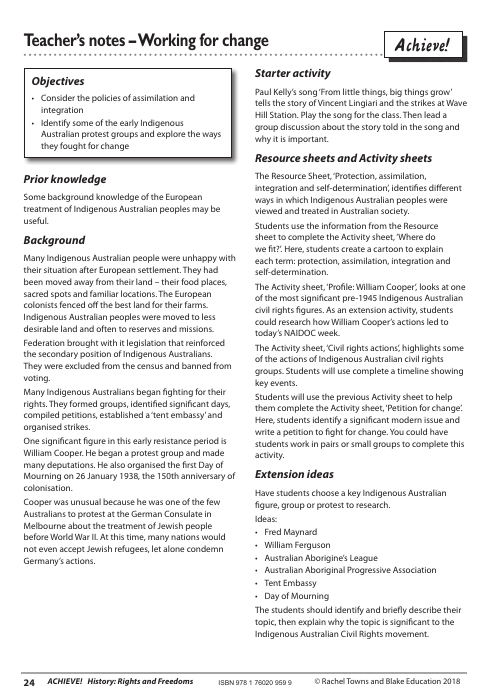 Teacher's notes – Working for change
Achieve!
Objectives
• Consider the policies of assimilation and
integration
• Identify some of the early Indigenous
Australian protest groups and explore the ways
they fought for change
Prior knowledge
Some background knowledge of the European
treatment of Indigenous Australian peoples may be
useful.
Background
Many Indigenous Australian people were unhappy with
their situation after European settlement. They had
been moved away from their land – their food places,
sacred spots and familiar locations. The European
colonists fenced off the best land for their farms.
Indigenous Australian peoples were moved to less
desirable land and often to reserves and missions.
Federation brought with it legislation that reinforced
the secondary position of Indigenous Australians.
They were excluded from the census and banned from
voting.
Many Indigenous Australians began fighting for their
rights. They formed groups, identified significant days,
compiled petitions, established a 'tent embassy' and
organised strikes.
One significant figure in this early resistance period is
William Cooper. He began a protest group and made
many deputations. He also organised the first Day of
Mourning on 26 January 1938, the 150th anniversary of
colonisation.
Cooper was unusual because he was one of the few
Australians to protest at the German Consulate in
Melbourne about the treatment of Jewish people
before World War II. At this time, many nations would
not even accept Jewish refugees, let alone condemn
Germany's actions.
Starter activity
Paul Kelly's song 'From little things, big things grow'
tells the story of Vincent Lingiari and the strikes at Wave
Hill Station. Play the song for the class. Then lead a
group discussion about the story told in the song and
why it is important.
Resource sheets and Activity sheets
The Resource Sheet, 'Protection, assimilation,
integration and self-determination', identifies different
ways in which Indigenous Australian peoples were
viewed and treated in Australian society.
Students use the information from the Resource
sheet to complete the Activity sheet, 'Where do
we fit?'. Here, students create a cartoon to explain
each term: protection, assimilation, integration and
self-determination.
The Activity sheet, 'Profile: William Cooper', looks at one
of the most significant pre-1945 Indigenous Australian
civil rights figures. As an extension activity, students
could research how William Cooper's actions led to
today's NAIDOC week.
The Activity sheet, 'Civil rights actions', highlights some
of the actions of Indigenous Australian civil rights
groups. Students will use complete a timeline showing
key events.
Students will use the previous Activity sheet to help
them complete the Activity sheet, 'Petition for change'.
Here, students identify a significant modern issue and
write a petition to fight for change. You could have
students work in pairs or small groups to complete this
activity.
Extension ideas
Have students choose a key Indigenous Australian
figure, group or protest to research.
Ideas:
• Fred Maynard
• William Ferguson
• Australian Aborigine's League
• Australian Aboriginal Progressive Association
• Tent Embassy
• Day of Mourning
The students should identify and briefly describe their
topic, then explain why the topic is significant to the
Indigenous Australian Civil Rights movement.
24 ACHIEVE! History: Rights and Freedoms ISBN 978 1 76020 959 9 © Rachel Towns and Blake Education 2018